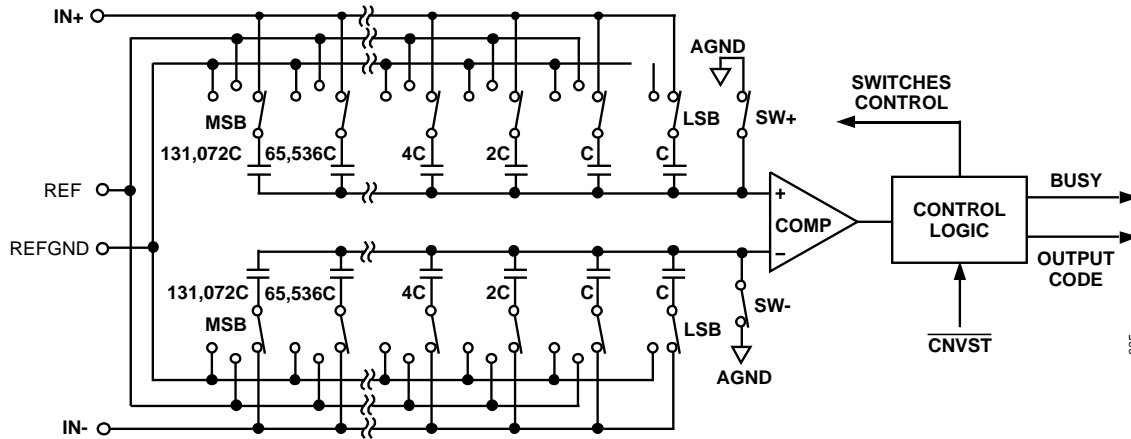 IN+
AGND
SWITCHES
CONTROL
MSB
LSB
SW+
131,072C
65,536C
4C
2C
C
C
REF
BUSY
+
COMP
−
CONTROL
LOGIC
REFGND
OUTPUT
CODE
131,072C
65,536C
4C
2C
C
C
MSB
LSB
SW-
CNVST
AGND
IN-